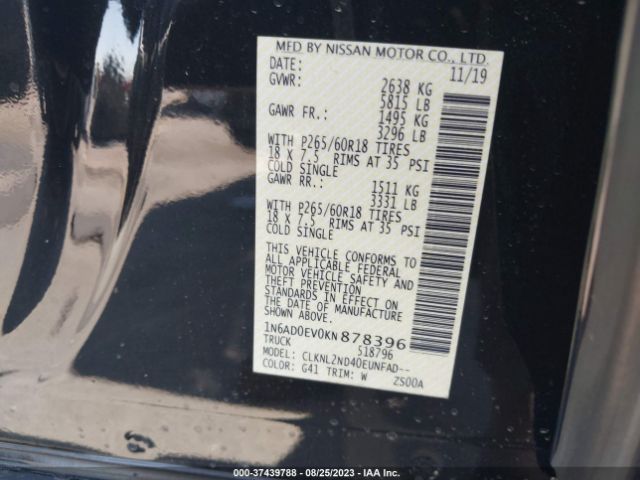 MFD BY NISSAN MOTOR CO., LTD.
DATE: 11/19
GVWR: 2638 KG
5815 LB
GAWR FR.: 1495 KG
3296 LB
WITH P265/60R18 TIRES
18 X 7.5 RIMS AT 35 PSI
COLD SINGLE
GAWR RR.: 1511 KG
3331 LB
WITH P265/60R18 TIRES
18 X 7.5 RIMS AT 35 PSI
COLD SINGLE
THIS VEHICLE CONFORMS TO
ALL APPLICABLE FEDERAL
MOTOR VEHICLE SAFETY AND
THEFT PREVENTION
STANDARDS IN EFFECT ON
THE DATE OF MANUFACTURE
SHOWN ABOVE.
1N6AD0EV0KN878396
TRUCK 518796
MODEL: CLKNL2ND40EUNFAD--
COLOR: G41 TRIM: W ZS00A
000-37439788 - 08/25/2023 - IAA Inc.